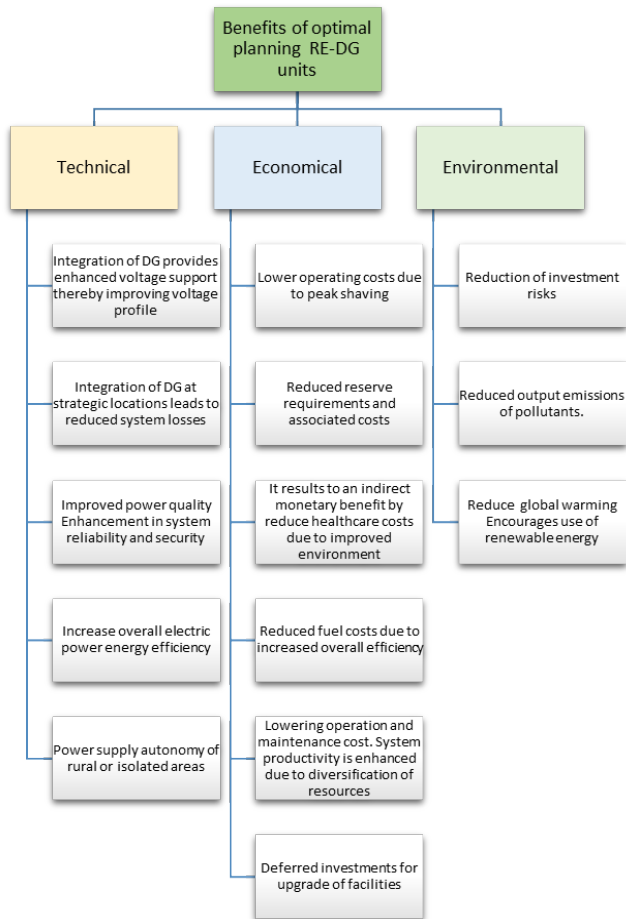 Benefits of optimal
planning RE-DG
units
Technical
Economical
Environmental
Integration of DG provides
enhanced voltage support
thereby improving voltage
profile
Integration of DG at
strategic locations leads to
reduced system losses
Improved power quality
Enhancement in system
reliability and security
Increase overall electric
power energy efficiency
Power supply autonomy of
rural or isolated areas
Lower operating costs due
to peak shaving
Reduced reserve
requirements and
associated costs
It results to an indirect
monetary benefit by
reduce healthcare costs
due to improved
environment
Reduced fuel costs due to
increased overall efficiency
Lowering operation and
maintenance cost. System
productivity is enhanced
due to diversification of
resources
Deferred investments for
upgrade of facilities
Reduction of investment
risks
Reduced output emissions
of pollutants.
Reduce global warming
Encourages use of
renewable energy